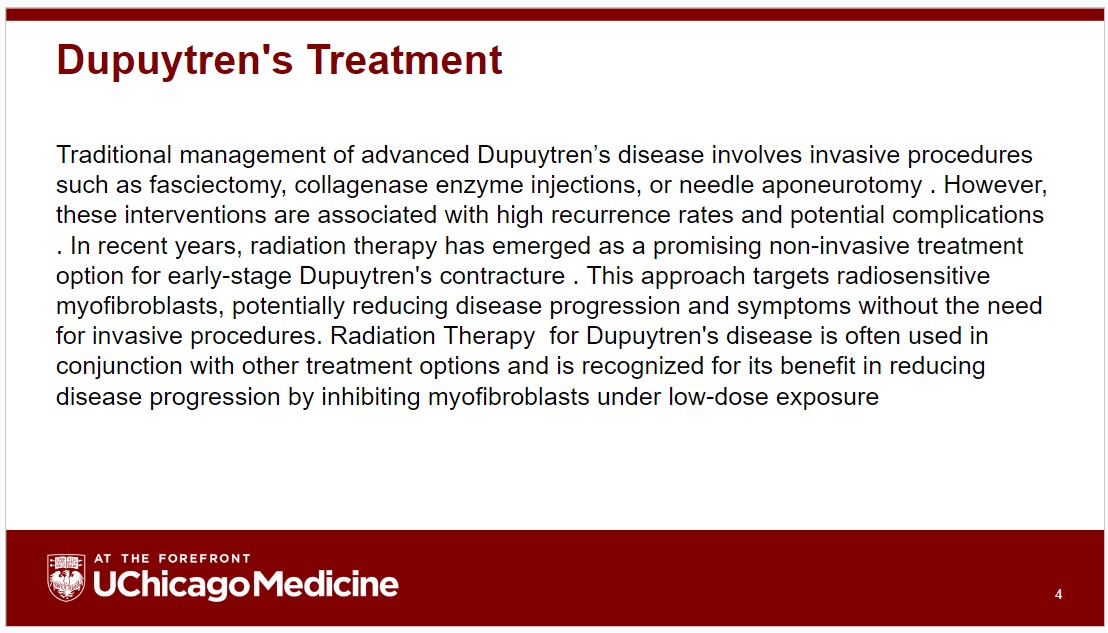 Dupuytren's Treatment
Traditional management of advanced Dupuytren’s disease involves invasive procedures
such as fasciectomy, collagenase enzyme injections, or needle aponeurotomy . However,
these interventions are associated with high recurrence rates and potential complications
. In recent years, radiation therapy has emerged as a promising non-invasive treatment
option for early-stage Dupuytren's contracture . This approach targets radiosensitive
myofibroblasts, potentially reducing disease progression and symptoms without the need
for invasive procedures. Radiation Therapy  for Dupuytren's disease is often used in
conjunction with other treatment options and is recognized for its benefit in reducing
disease progression by inhibiting myofibroblasts under low-dose exposure
AT THE FOREFRONT
UChicagoMedicine
4